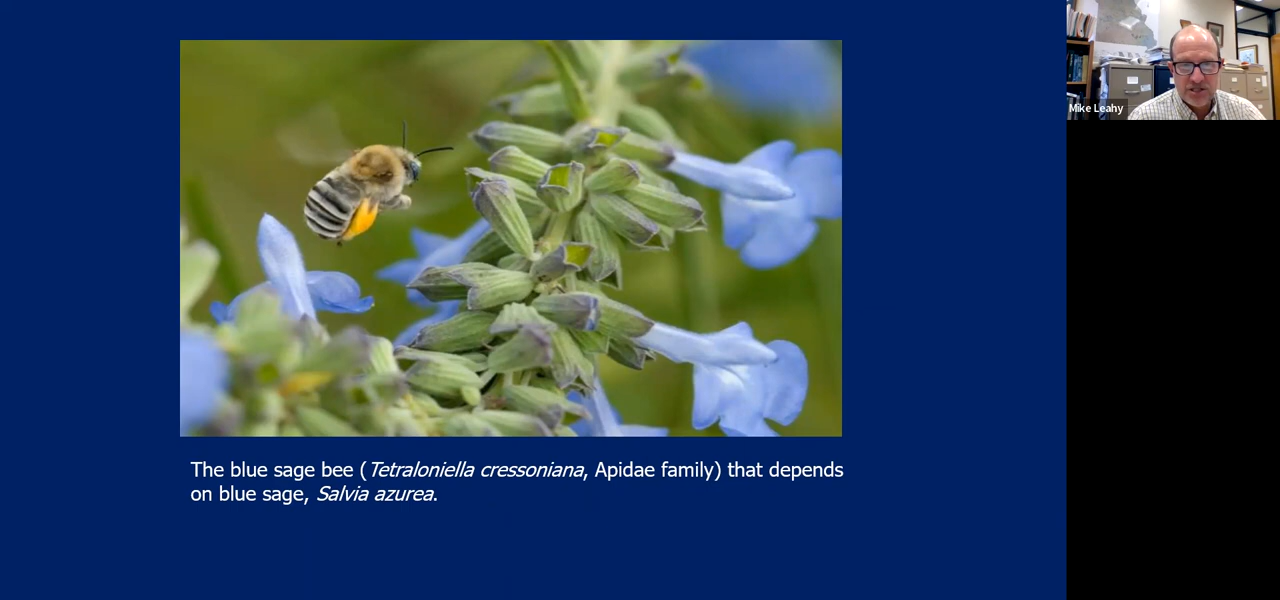 Mike Leahy
The blue sage bee (Tetraloniella cressoniana, Apidae family) that depends
on blue sage, Salvia azurea.